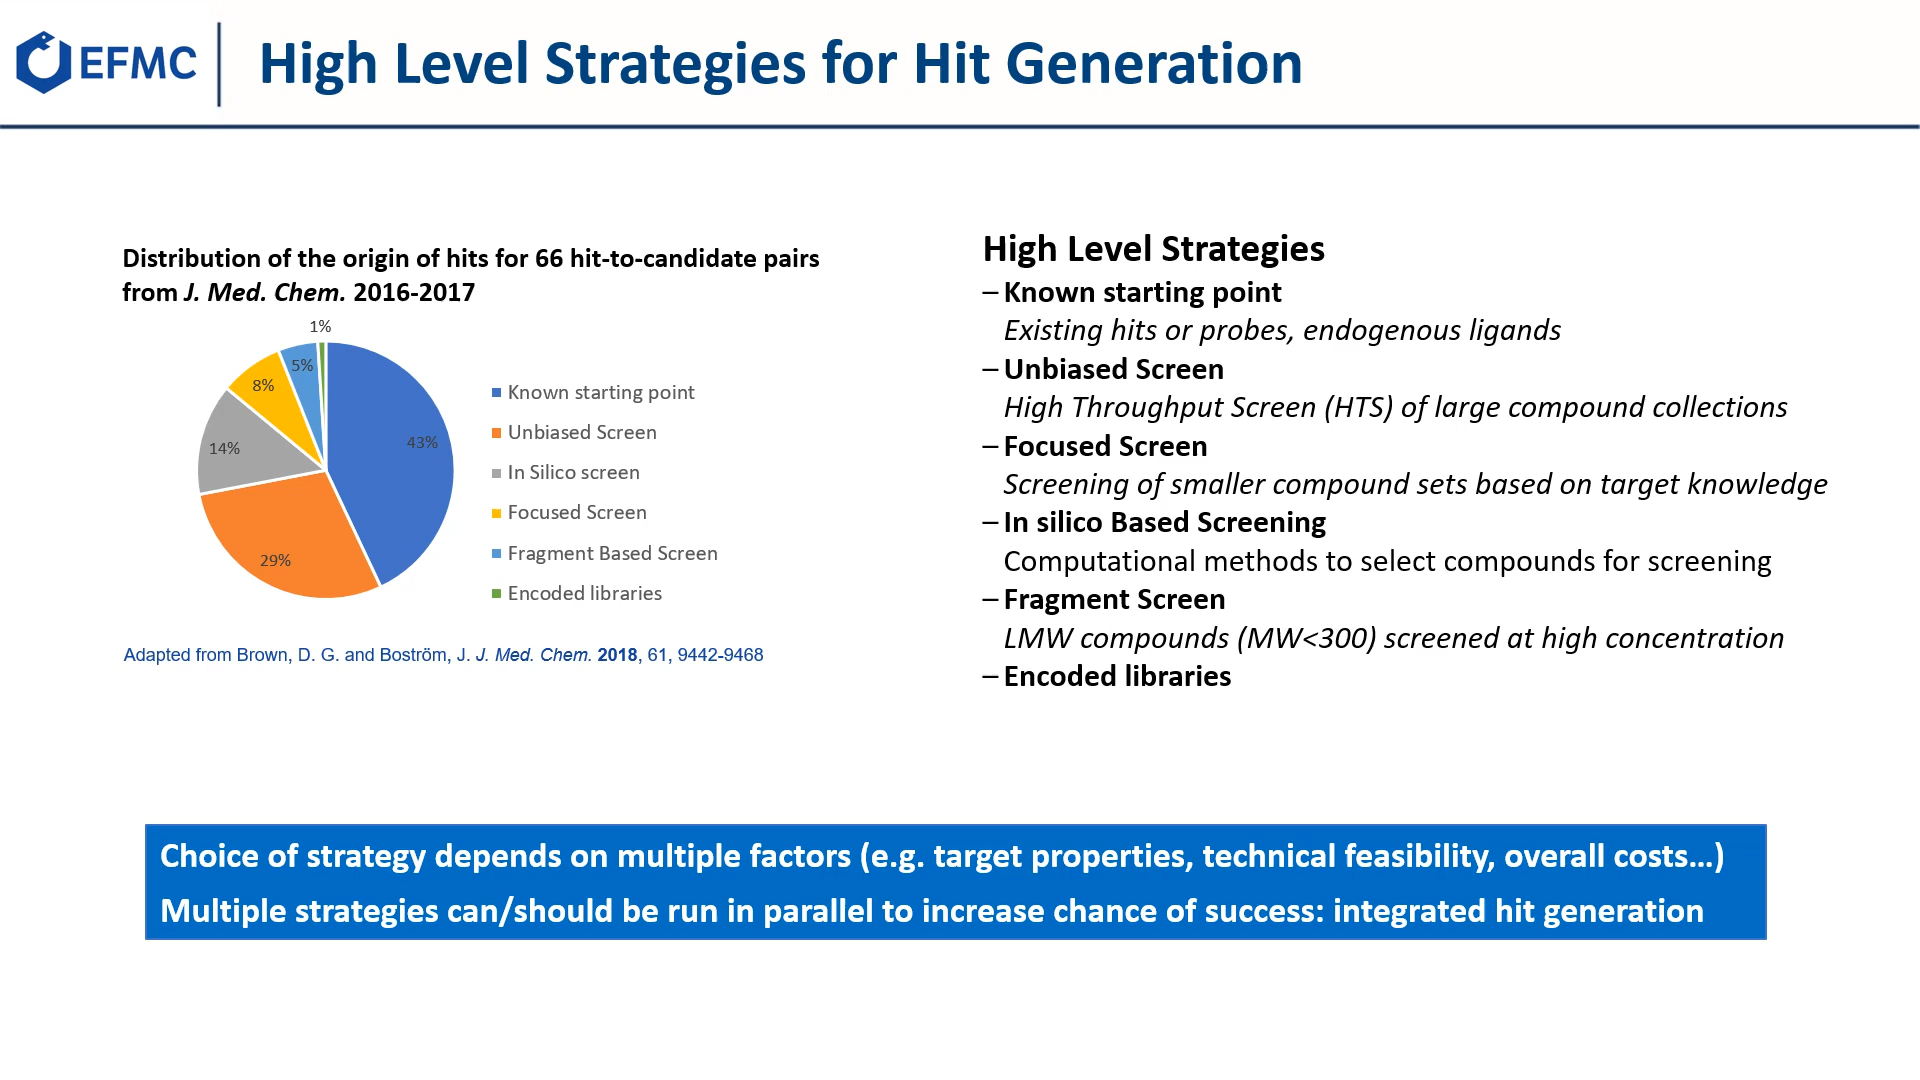 EFMC
High Level Strategies for Hit Generation
Distribution of the origin of hits for 66 hit-to-candidate pairs
from J. Med. Chem. 2016-2017
1%
5%
8%
14%
43%
29%
Known starting point
Unbiased Screen
In Silico screen
Focused Screen
Fragment Based Screen
Encoded libraries
Adapted from Brown, D. G. and Boström, J. J. Med. Chem. 2018, 61, 9442-9468
High Level Strategies
– Known starting point
Existing hits or probes, endogenous ligands
– Unbiased Screen
High Throughput Screen (HTS) of large compound collections
– Focused Screen
Screening of smaller compound sets based on target knowledge
– In silico Based Screening
Computational methods to select compounds for screening
– Fragment Screen
LMW compounds (MW<300) screened at high concentration
– Encoded libraries
Choice of strategy depends on multiple factors (e.g. target properties, technical feasibility, overall costs…)
Multiple strategies can/should be run in parallel to increase chance of success: integrated hit generation